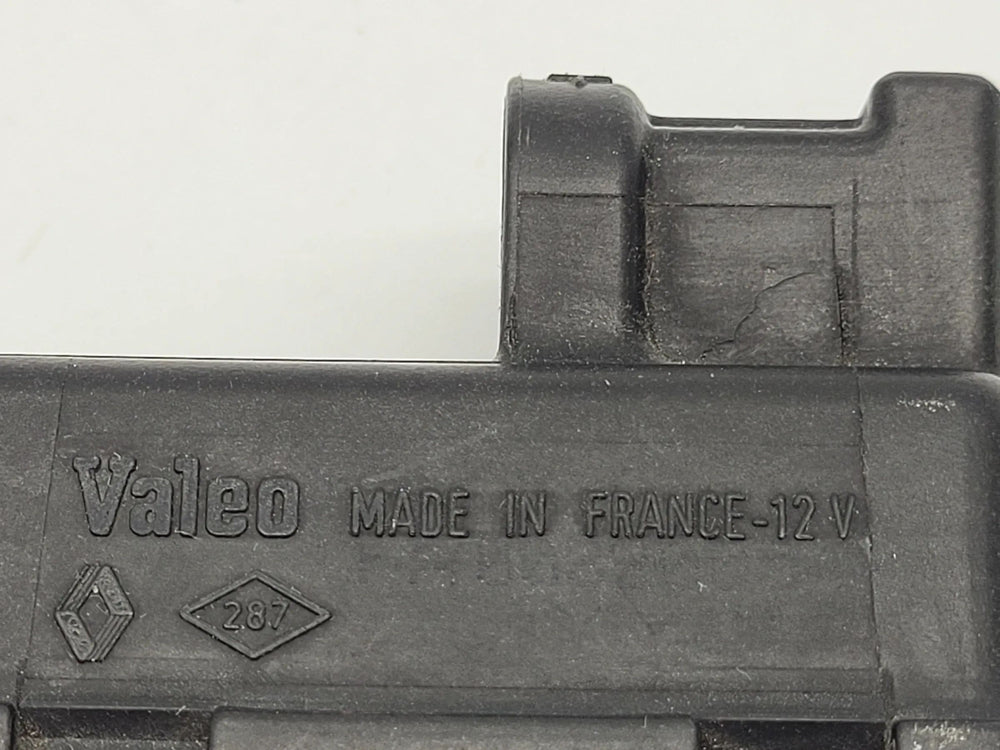 Valeo MADE IN FRANCE-12 V
287